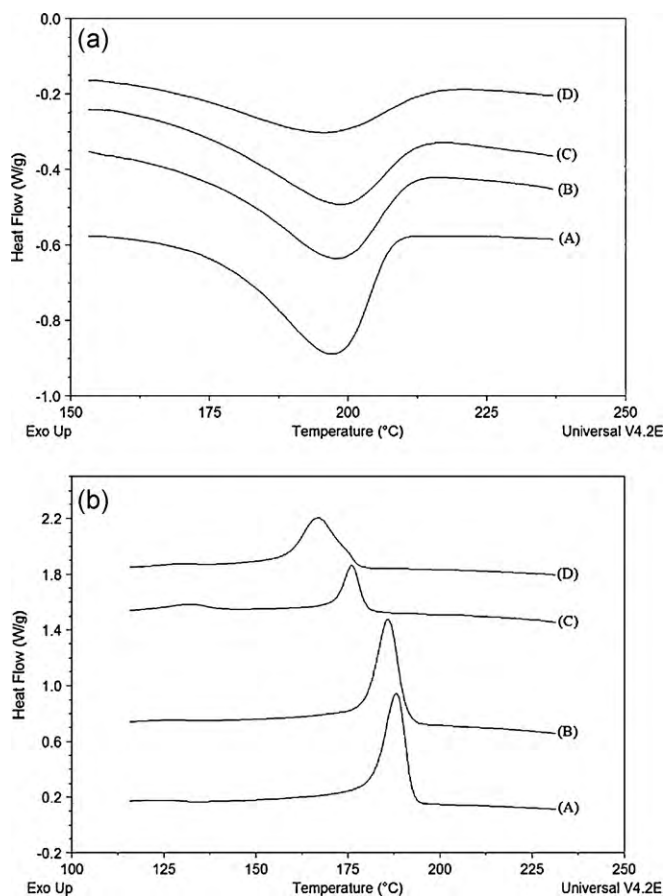 (a)
0.0
-0.2
-0.4
-0.6
-0.8
-1.0
Heat Flow (W/g)
(D)
(C)
(B)
(A)
150 175 200 225 250
Exo Up Temperature (°C) Universal V4.2E
(b)
2.2
1.8
1.4
1.0
0.6
0.2
-0.2
Heat Flow (W/g)
(D)
(C)
(B)
(A)
100 125 150 175 200 225 250
Exo Up Temperature (°C) Universal V4.2E